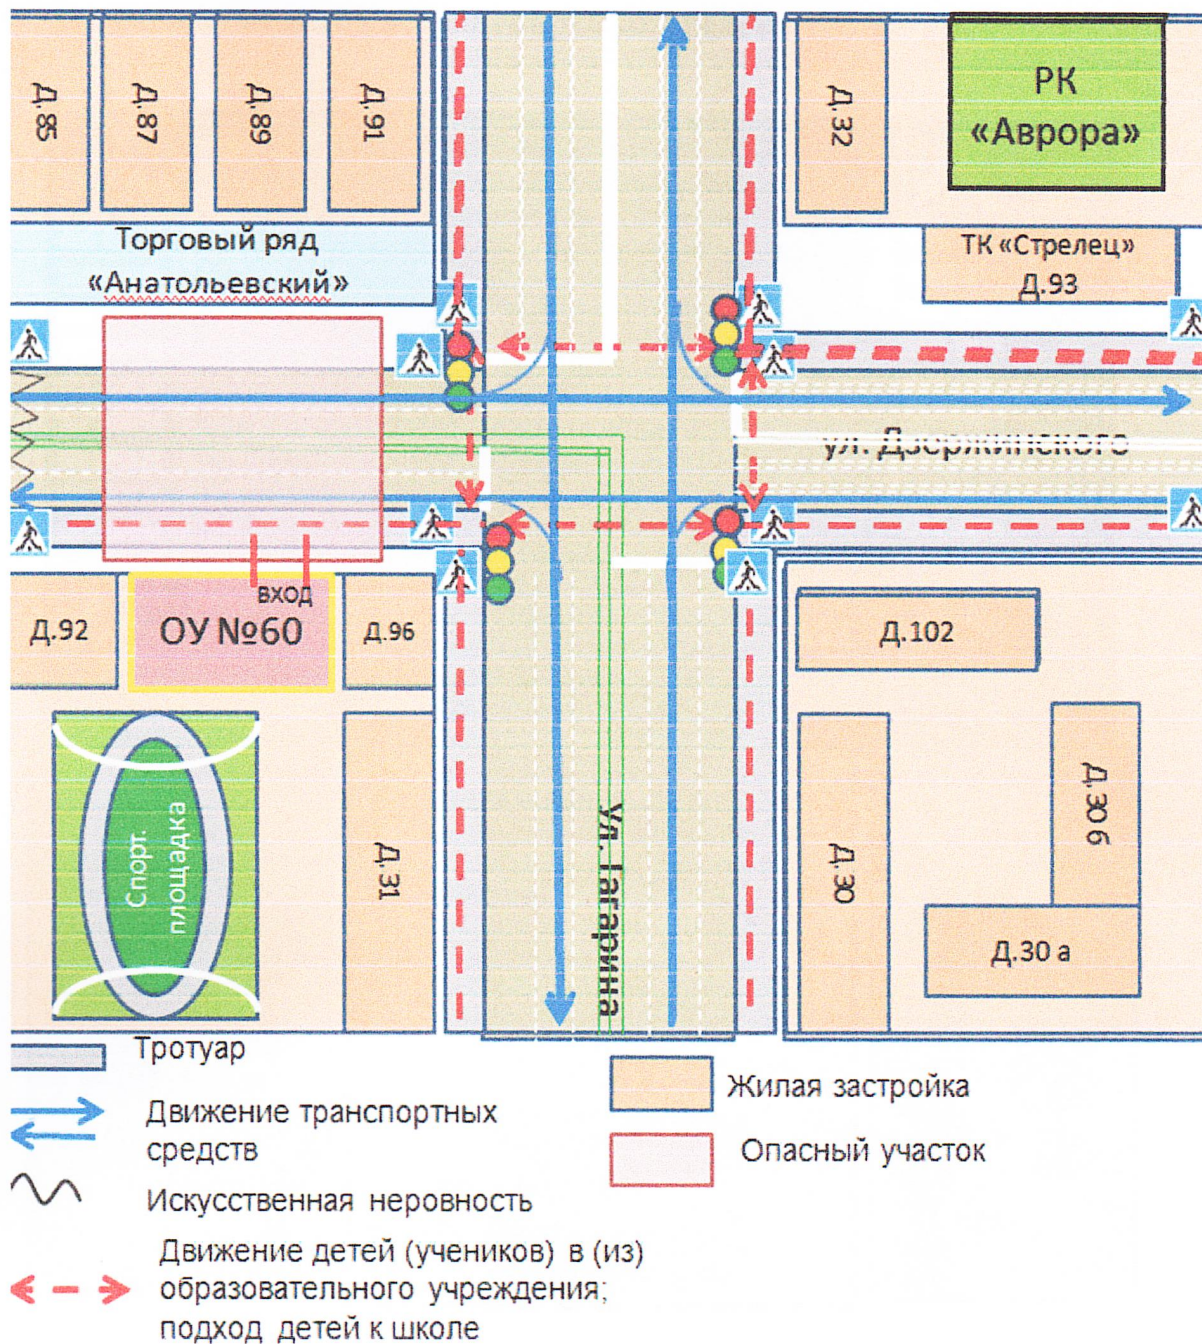 Д.85
Д.87
Д.89
Д.91
Д.32
РК
«Аврора»
Торговый ряд
«Анатольевский»
ТК «Стрелец»
Д.93
ул. Дзержинского
Д.92
вход
ОУ №60
Д.96
Д.102
Спорт.
площадка
Д.31
ул. Гагарина
Д.30
Д.30 б
Д.30 а
Тротуар
Движение транспортных
средств
Искусственная неровность
Движение детей (учеников) в (из)
образовательного учреждения;
подход детей к школе
Жилая застройка
Опасный участок